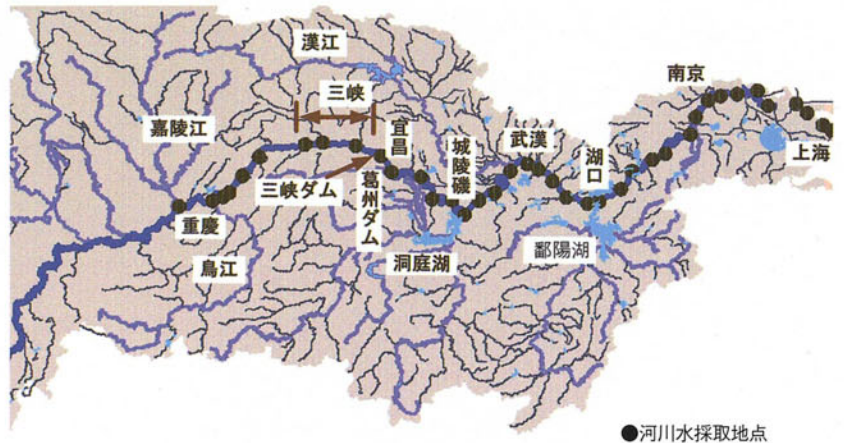 漢江
三峡
南京
嘉陵江
宜昌
武漢
城陵磯
湖口
上海
三峡ダム
葛州ダム
重慶
洞庭湖
鄱陽湖
烏江
●河川水採取地点